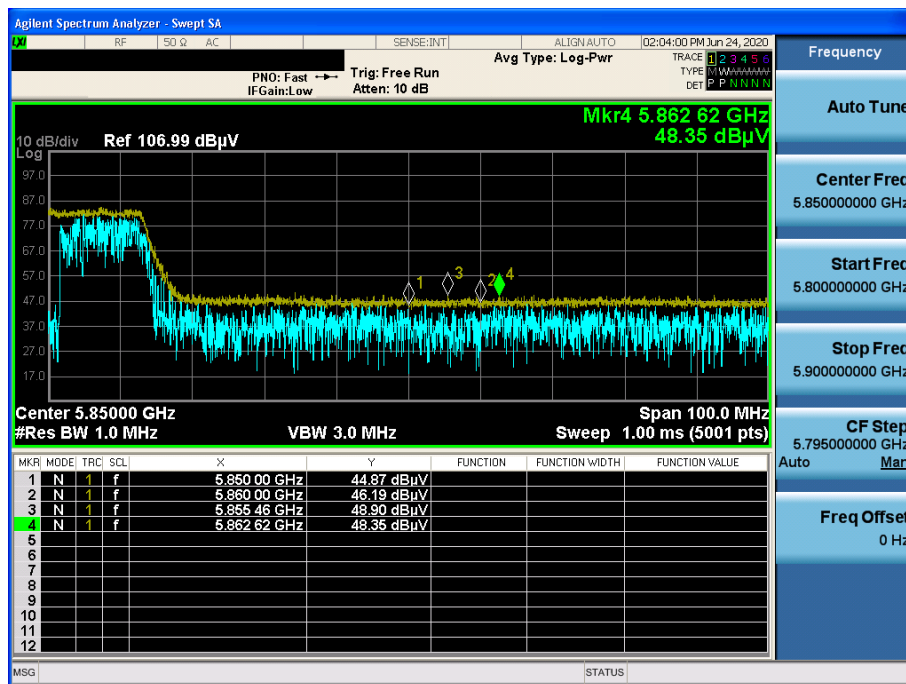 Agilent Spectrum Analyzer - Swept SA
LXI RF 50 Ω AC SENSE:INT ALIGN AUTO 02:04:00 PM Jun 24, 2020
Avg Type: Log-Pwr
TRACE 1 2 3 4 5 6
PNO: Fast Trig: Free Run
TYPE M W W W W W
IFGain:Low Atten: 10 dB
DET P P N N N N
Mkr4 5.862 62 GHz
48.35 dBµV
10 dB/div Ref 106.99 dBµV
Log
97.0
87.0
77.0
67.0
57.0
47.0
37.0
27.0
17.0
1 3 2 4
Center 5.85000 GHz Span 100.0 MHz
#Res BW 1.0 MHz VBW 3.0 MHz Sweep 1.00 ms (5001 pts)
MKR MODE TRC SCL X Y FUNCTION FUNCTION WIDTH FUNCTION VALUE
1 N 1 f 5.850 00 GHz 44.87 dBµV
2 N 1 f 5.860 00 GHz 46.19 dBµV
3 N 1 f 5.855 46 GHz 48.90 dBµV
4 N 1 f 5.862 62 GHz 48.35 dBµV
5
6
7
8
9
10
11
12
MSG STATUS
Frequency
Auto Tune
Center Freq
5.850000000 GHz
Start Freq
5.800000000 GHz
Stop Freq
5.900000000 GHz
CF Step
5.795000000 GHz
Auto Man
Freq Offset
0 Hz